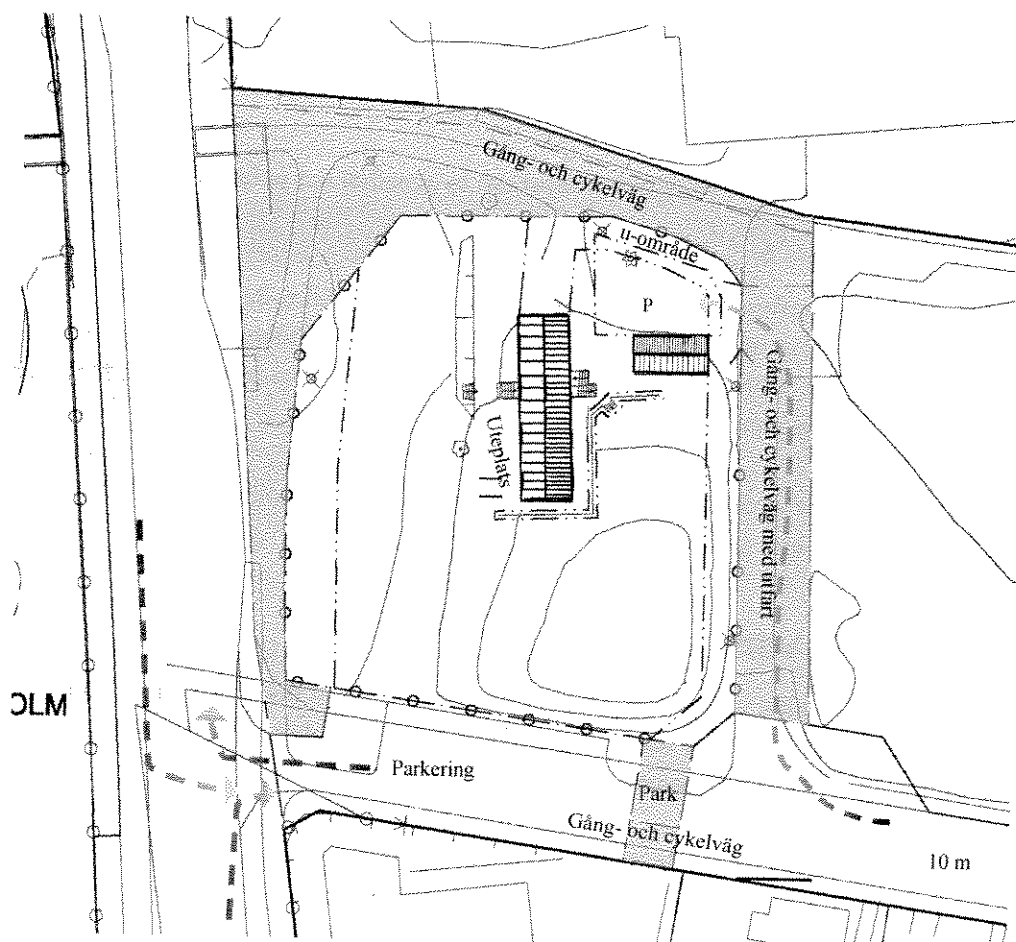 Gång- och cykelväg
u-område
P
Gång- och cykelväg med utfart
Uteplats
OLM
Parkering
Park
Gång- och cykelväg
10 m